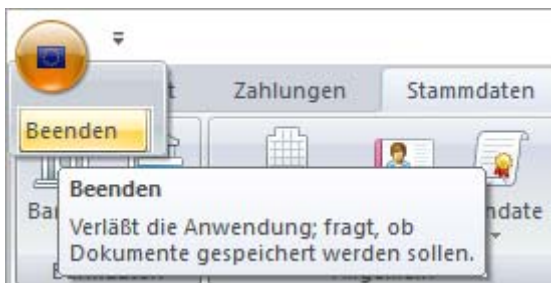 Zahlungen Stammdaten
Beenden
Beenden
Verläßt die Anwendung; fragt, ob
Dokumente gespeichert werden sollen.